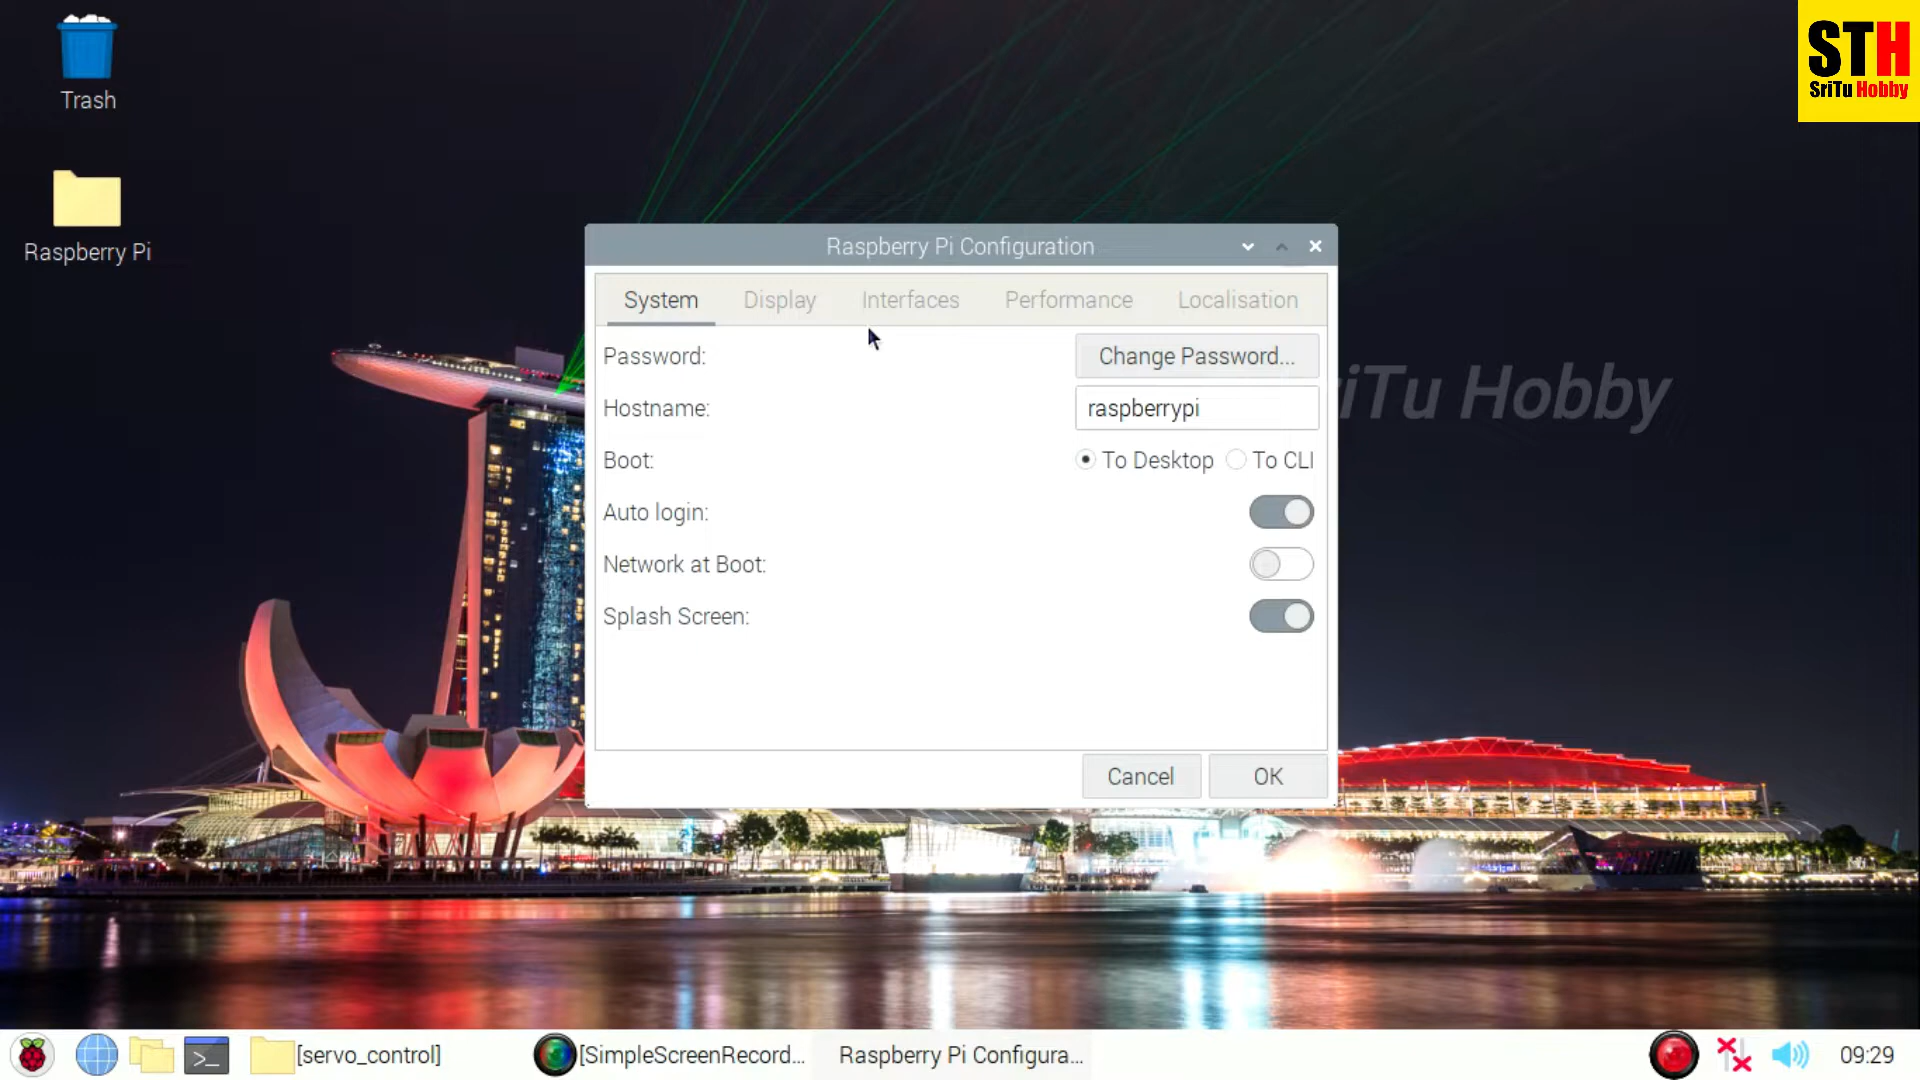 Trash
Raspberry Pi
STH
SriTu Hobby
Raspberry Pi Configuration
System Display Interfaces Performance Localisation
Password: Change Password...
Hostname: raspberrypi
Boot: To Desktop To CLI
Auto login:
Network at Boot:
Splash Screen:
Cancel OK
riTu Hobby
[servo_control] [SimpleScreenRecord... Raspberry Pi Configura... 09:29